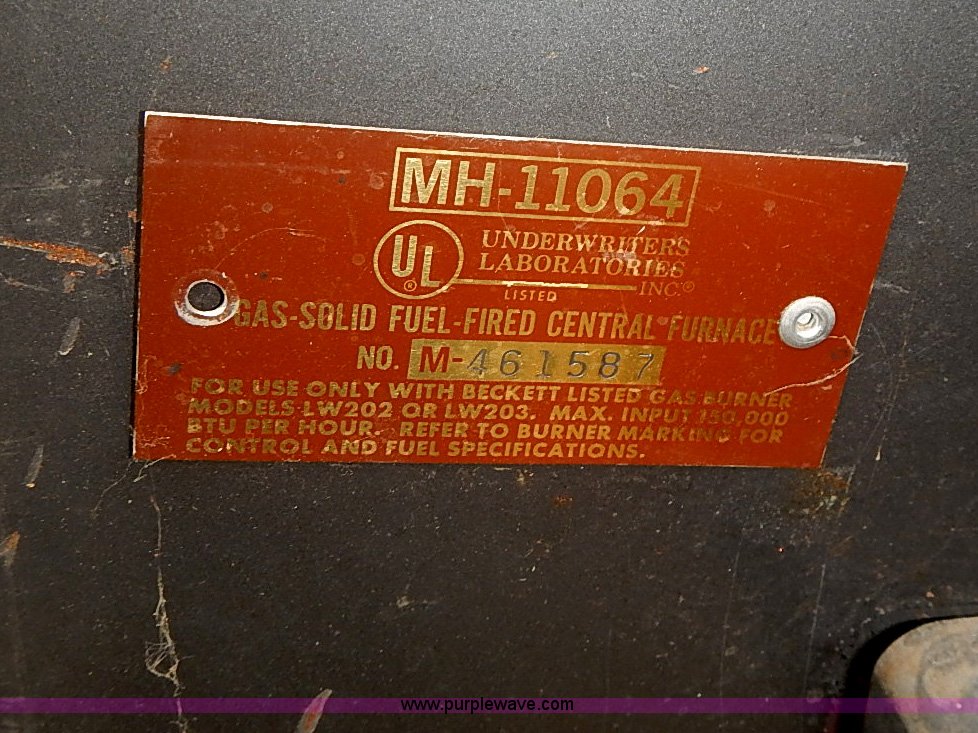 MH-11064
UL®
UNDERWRITERS
LABORATORIES
INC.®
LISTED
GAS-SOLID FUEL-FIRED CENTRAL FURNACE
NO. M-461587
FOR USE ONLY WITH BECKETT LISTED GAS BURNER
MODELS LW202 OR LW203. MAX. INPUT 150,000
BTU PER HOUR. REFER TO BURNER MARKING FOR
CONTROL AND FUEL SPECIFICATIONS.
www.purplewave.com